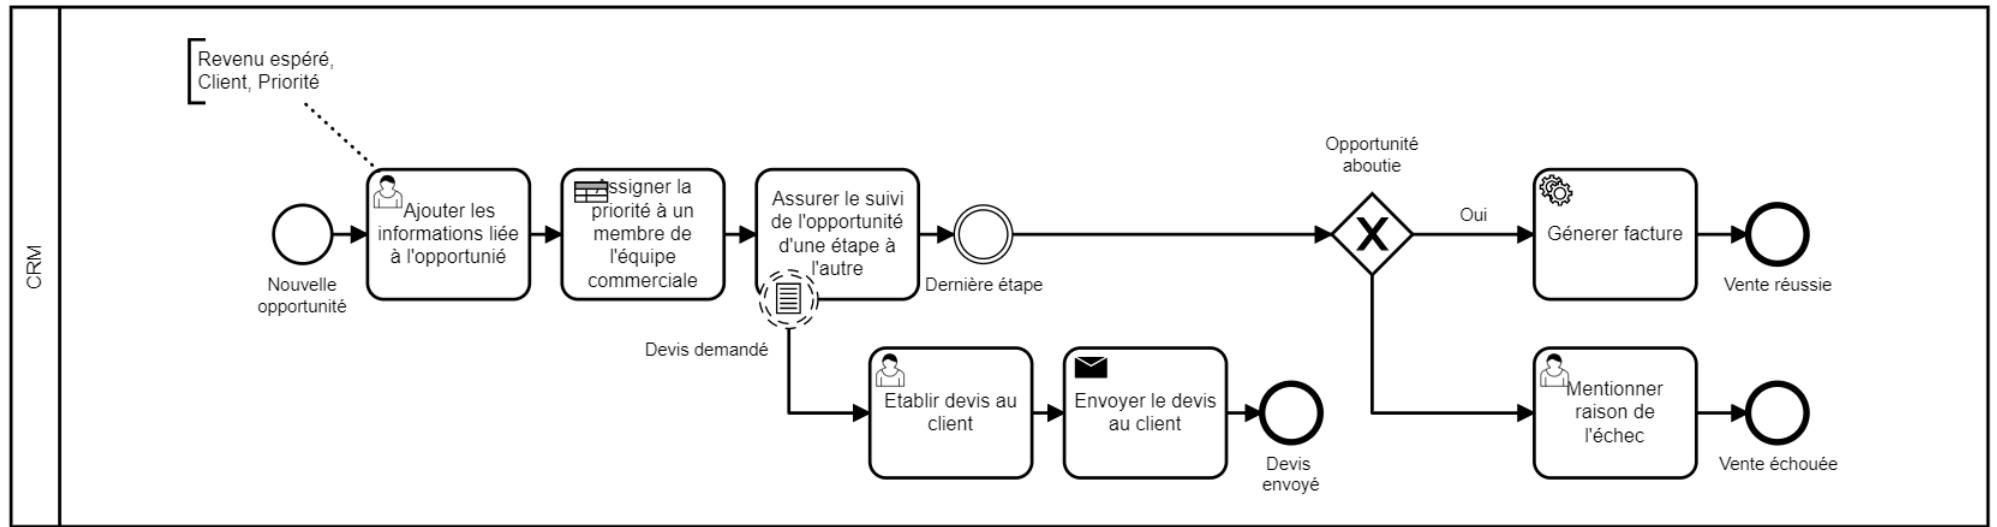 CRM
Revenu espéré,
Client, Priorité
Nouvelle
opportunité
Ajouter les
informations liée
à l'opportunié
Assigner la
priorité à un
membre de
l'équipe
commerciale
Assurer le suivi
de l'opportunité
d'une étape à
l'autre
Dernière étape
Devis demandé
Etablir devis au
client
Envoyer le devis
au client
Devis
envoyé
Opportunité
aboutie
Oui
Génerer facture
Vente réussie
Mentionner
raison de
l'échec
Vente échouée